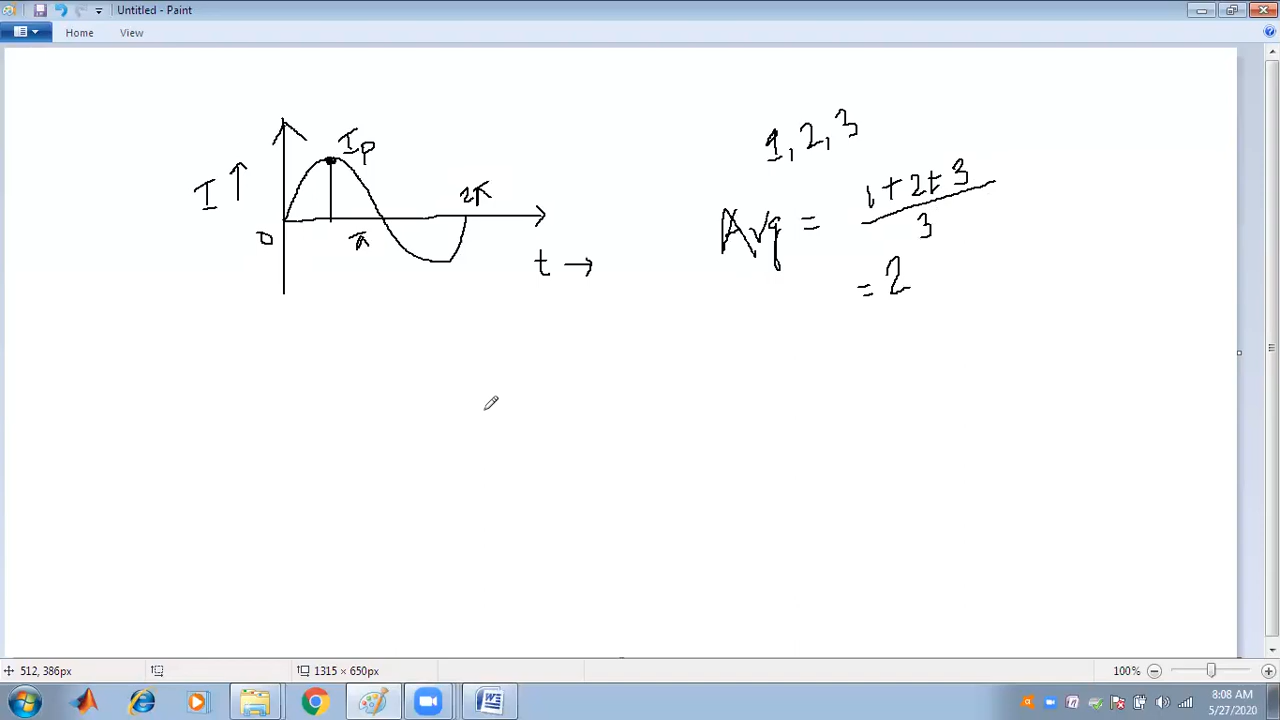 Untitled - Paint
Home View
I ↑
Ip
0
π
2π
t →
1, 2, 3
Avg = 1 + 2 + 3
3
= 2
512, 386px
1315 × 650px
100%
8:08 AM
5/27/2020